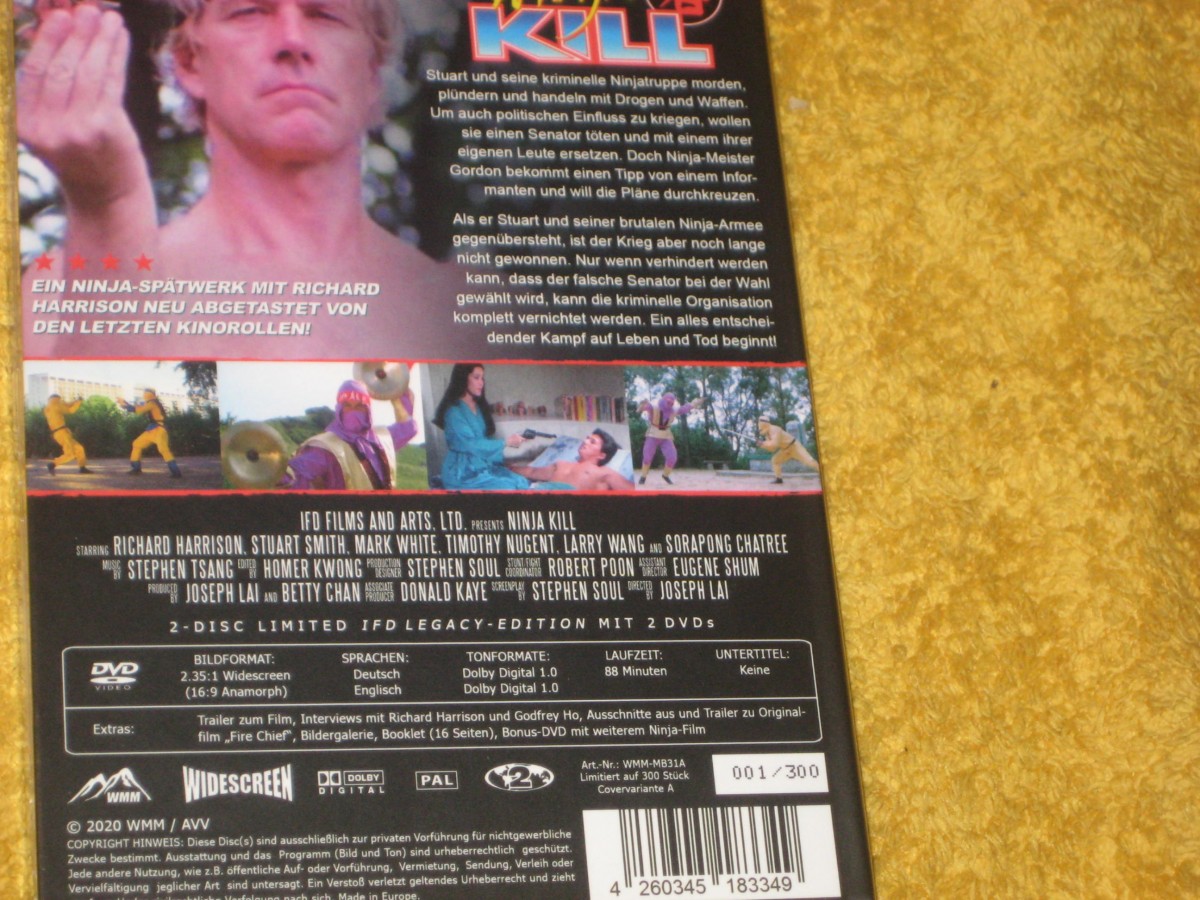 KILL
Stuart und seine kriminelle Ninjatruppe morden,
plündern und handeln mit Drogen und Waffen.
Um auch politischen Einfluss zu kriegen, wollen
sie einen Senator töten und mit einem ihrer
eigenen Leute ersetzen. Doch Ninja-Meister
Gordon bekommt einen Tipp von einem Infor-
manten und will die Pläne durchkreuzen.
Als er Stuart und seiner brutalen Ninja-Armee
gegenübersteht, ist der Krieg aber noch lange
nicht gewonnen. Nur wenn verhindert werden
kann, dass der falsche Senator bei der Wahl
gewählt wird, kann die kriminelle Organisation
komplett vernichtet werden. Ein alles entschei-
dender Kampf auf Leben und Tod beginnt!
EIN NINJA-SPÄTWERK MIT RICHARD
HARRISON NEU ABGETASTET VON
DEN LETZTEN KINOROLLEN!
IFD FILMS AND ARTS, LTD. PRESENTS NINJA KILL
STARRING RICHARD HARRISON, STUART SMITH, MARK WHITE, TIMOTHY NUGENT, LARRY WANG AND SORAPONG CHATREE
MUSIC BY STEPHEN TSANG EDITED BY HOMER KWONG PRODUCTION DESIGNER STEPHEN SOUL STUNT FIGHT COORDINATOR ROBERT POON ASSISTANT DIRECTOR EUGENE SHUM
PRODUCED BY JOSEPH LAI AND BETTY CHAN ASSOCIATE PRODUCER DONALD KAYE SCREENPLAY BY STEPHEN SOUL DIRECTED BY JOSEPH LAI
2-DISC LIMITED IFD LEGACY-EDITION MIT 2 DVDs
DVD VIDEO
BILDFORMAT:
2.35:1 Widescreen
(16:9 Anamorph)
SPRACHEN:
Deutsch
Englisch
TONFORMATE:
Dolby Digital 1.0
Dolby Digital 1.0
LAUFZEIT:
88 Minuten
UNTERTITEL:
Keine
Extras:
Trailer zum Film, Interviews mit Richard Harrison und Godfrey Ho, Ausschnitte aus und Trailer zu Original-
film „Fire Chief", Bildergalerie, Booklet (16 Seiten), Bonus-DVD mit weiterem Ninja-Film
WMM
WIDESCREEN
DOLBY
DIGITAL
PAL
2
Art.-Nr.: WMM-MB31A
Limitiert auf 300 Stück
Covervariante A
001/300
© 2020 WMM / AVV
COPYRIGHT HINWEIS: Diese Disc(s) sind ausschließlich zur privaten Vorführung für nichtgewerbliche
Zwecke bestimmt. Ausstattung und das Programm (Bild und Ton) sind urheberrechtlich geschützt.
Jede andere Nutzung, wie z.B. öffentliche Auf- oder Vorführung, Vermietung, Sendung, Verleih oder
Vervielfältigung jeglicher Art sind untersagt. Ein Verstoß verletzt geltendes Urheberrecht und zieht
Verfolgung nach sich. Made in Europe.
4 260345 183349